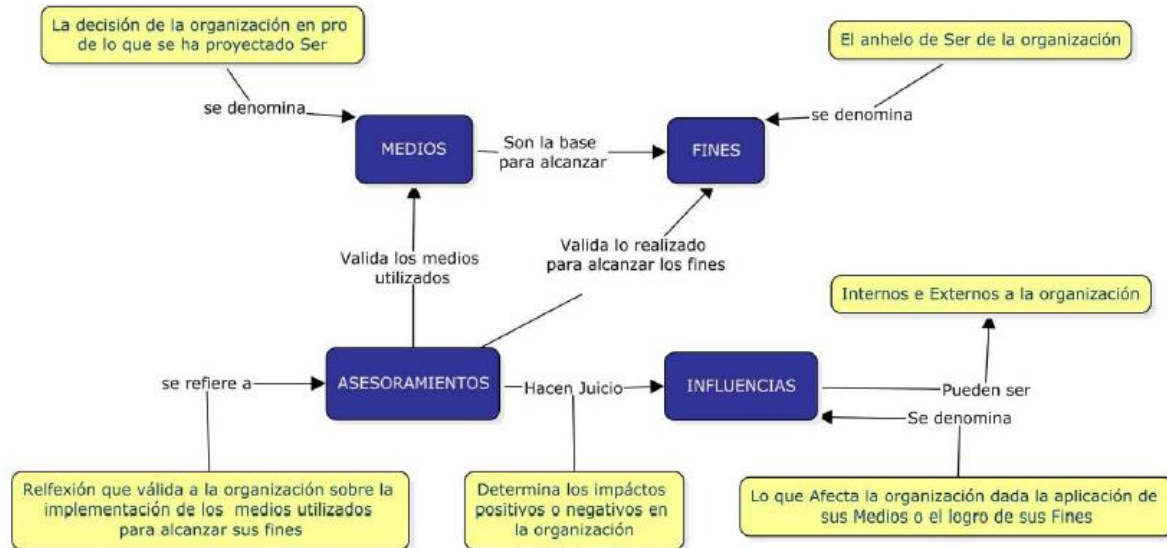 La decisión de la organización en pro
de lo que se ha proyectado Ser
El anhelo de Ser de la organización
se denomina
se denomina
MEDIOS
Son la base
para alcanzar
FINES
Valida los medios
utilizados
Valida lo realizado
para alcanzar los fines
Internos e Externos a la organización
se refiere a
ASESORAMIENTOS
Hacen Juicio
INFLUENCIAS
Pueden ser
Se denomina
Relfexión que válida a la organización sobre la
implementación de los medios utilizados
para alcanzar sus fines
Determina los impáctos
positivos o negativos en
la organización
Lo que Afecta la organización dada la aplicación de
sus Medios o el logro de sus Fines